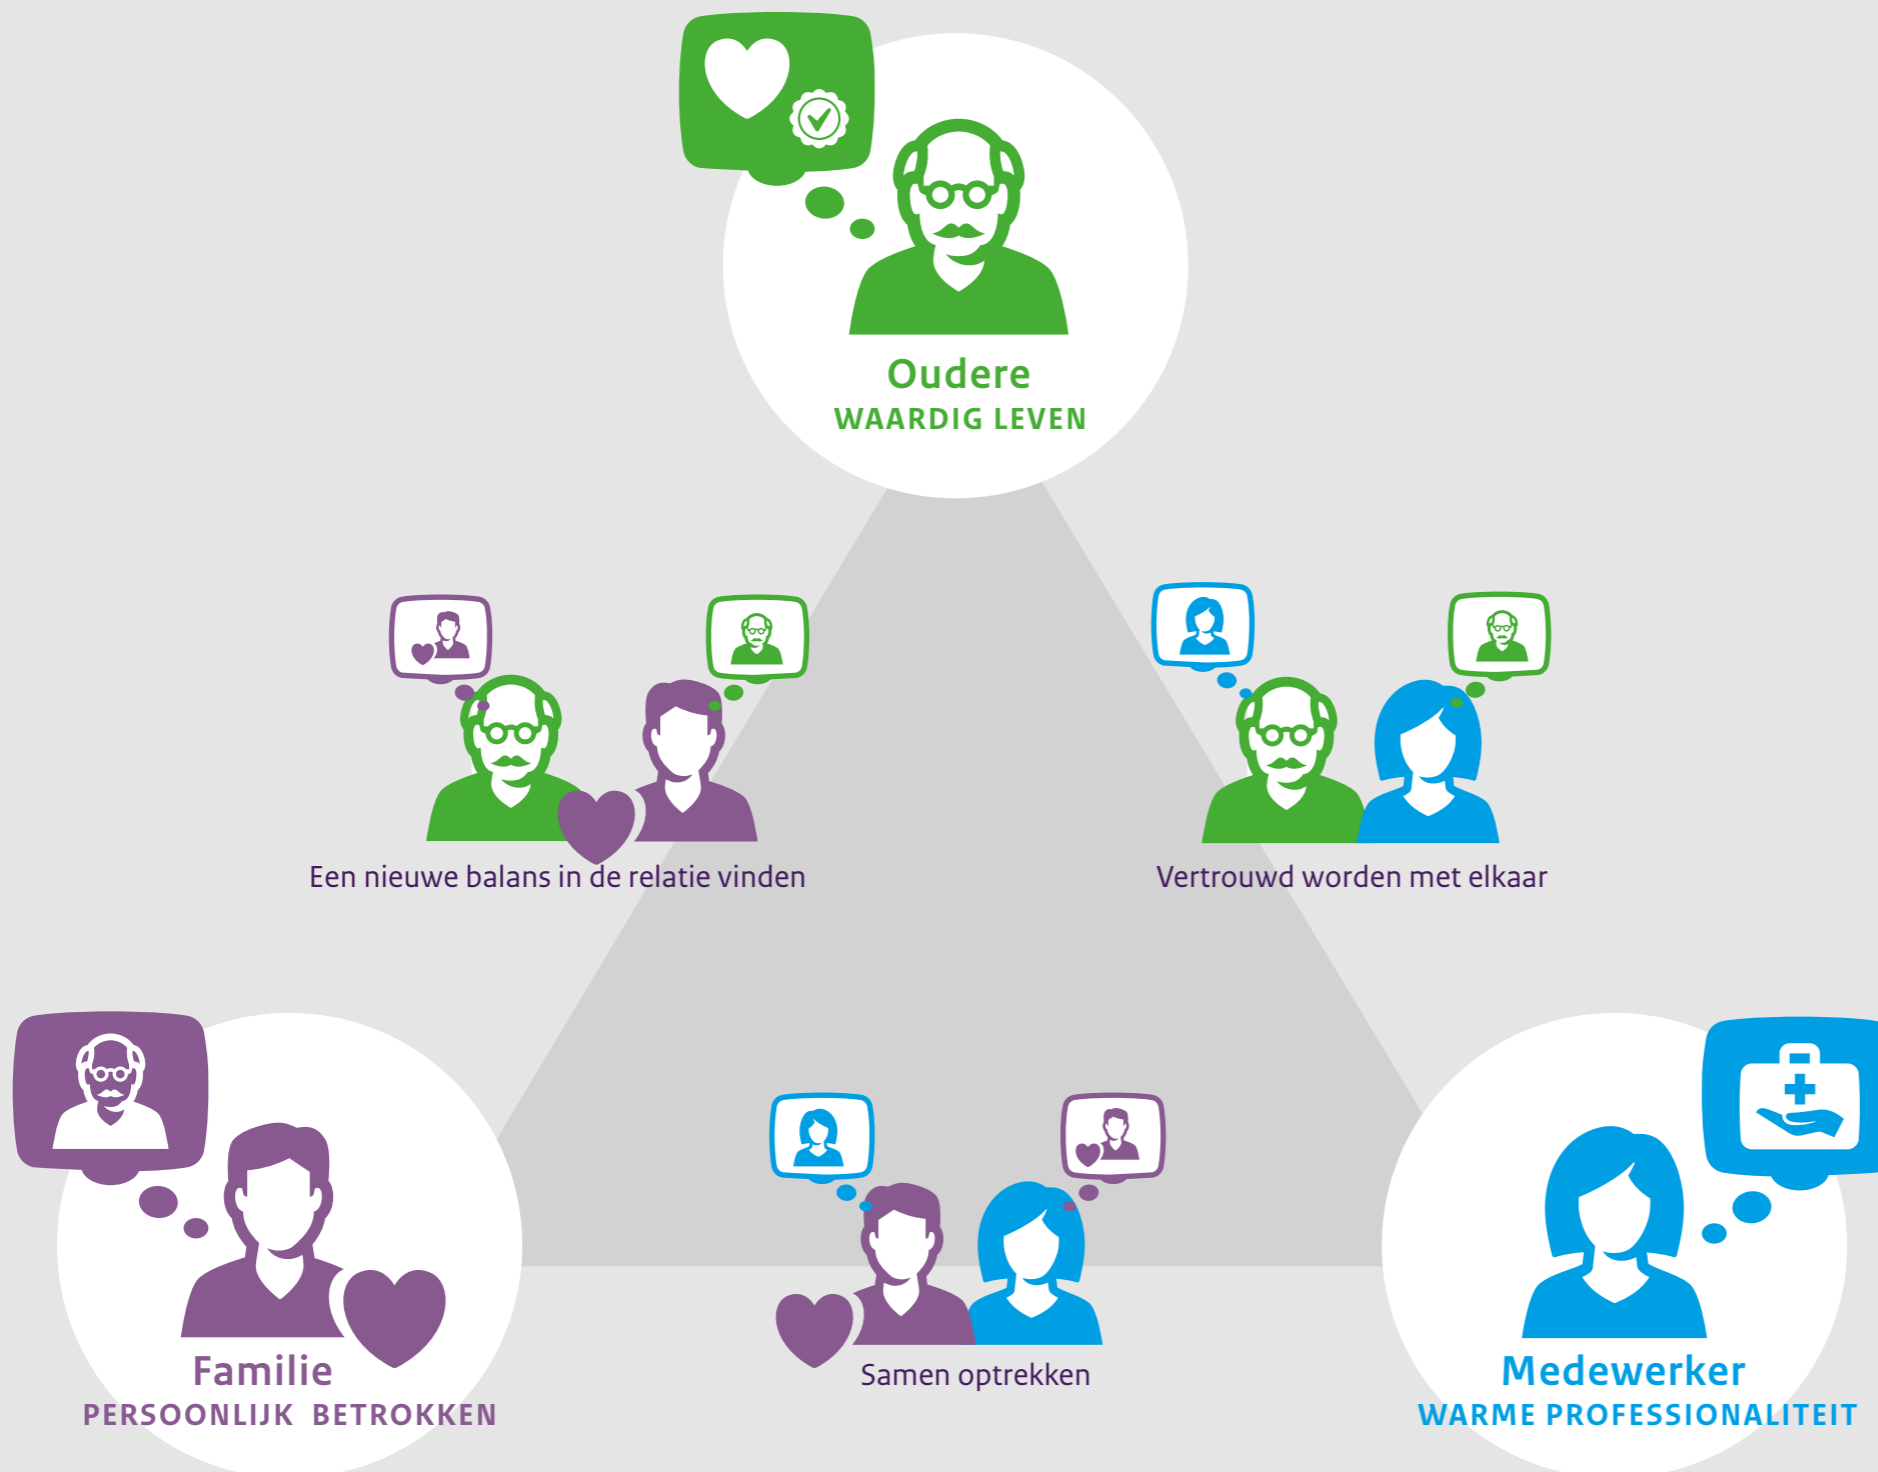 Oudere
WAARDIG LEVEN
Een nieuwe balans in de relatie vinden
Vertrouwd worden met elkaar
Familie
PERSOONLIJK BETROKKEN
Samen optrekken
Medewerker
WARME PROFESSIONALITEIT